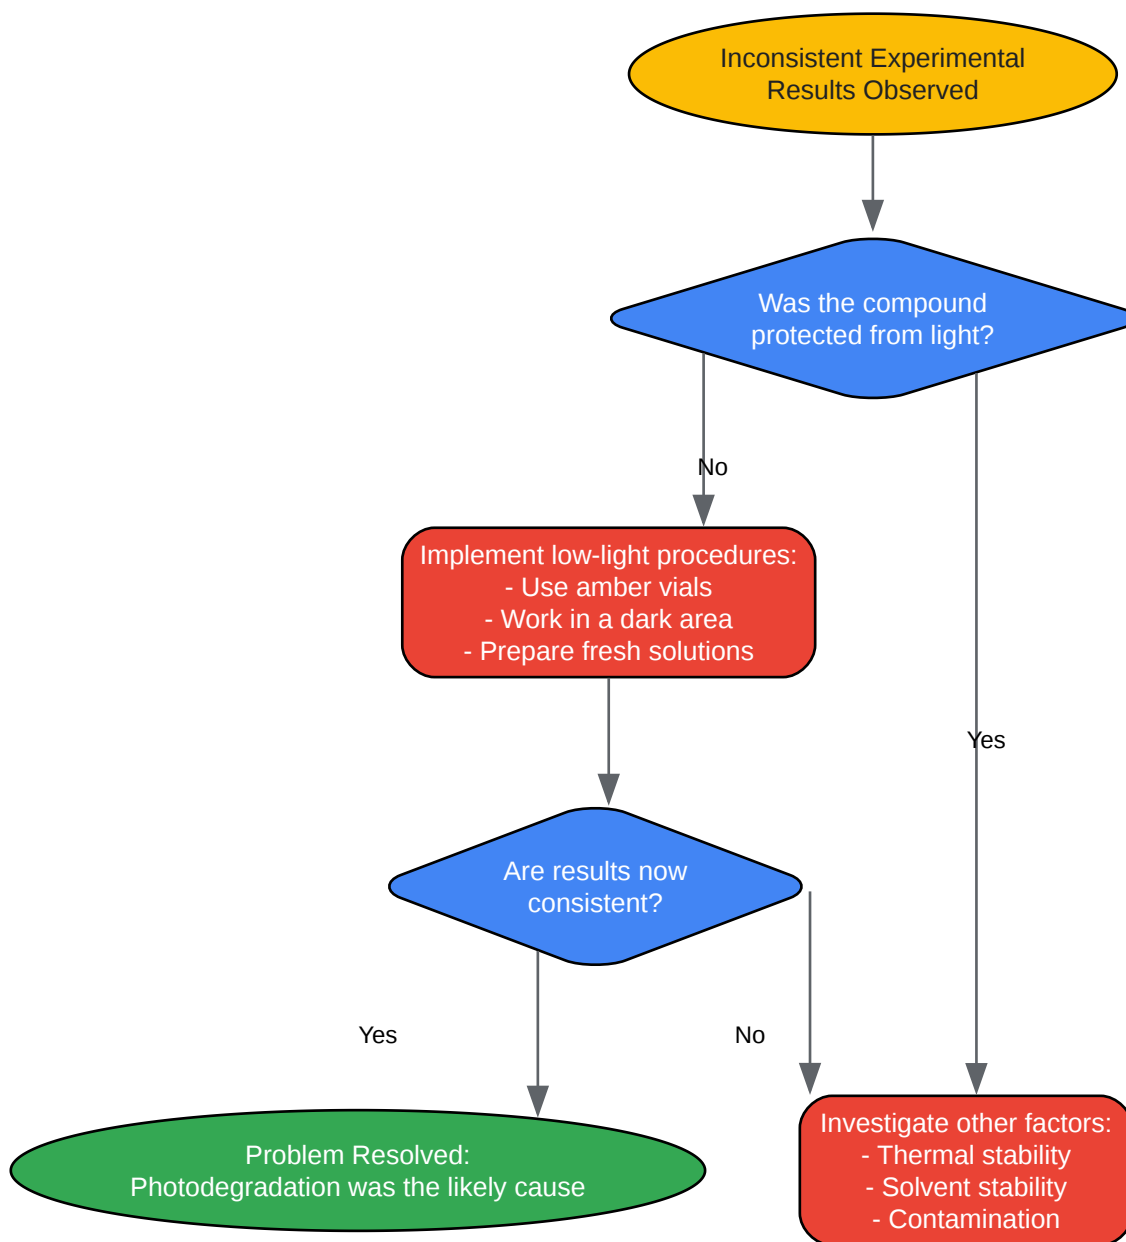 Inconsistent Experimental
Results Observed
Was the compound
protected from light?
No
Implement low-light procedures:
- Use amber vials
- Work in a dark area
- Prepare fresh solutions
Yes
Are results now
consistent?
Yes
No
Problem Resolved:
Photodegradation was the likely cause
Investigate other factors:
- Thermal stability
- Solvent stability
- Contamination